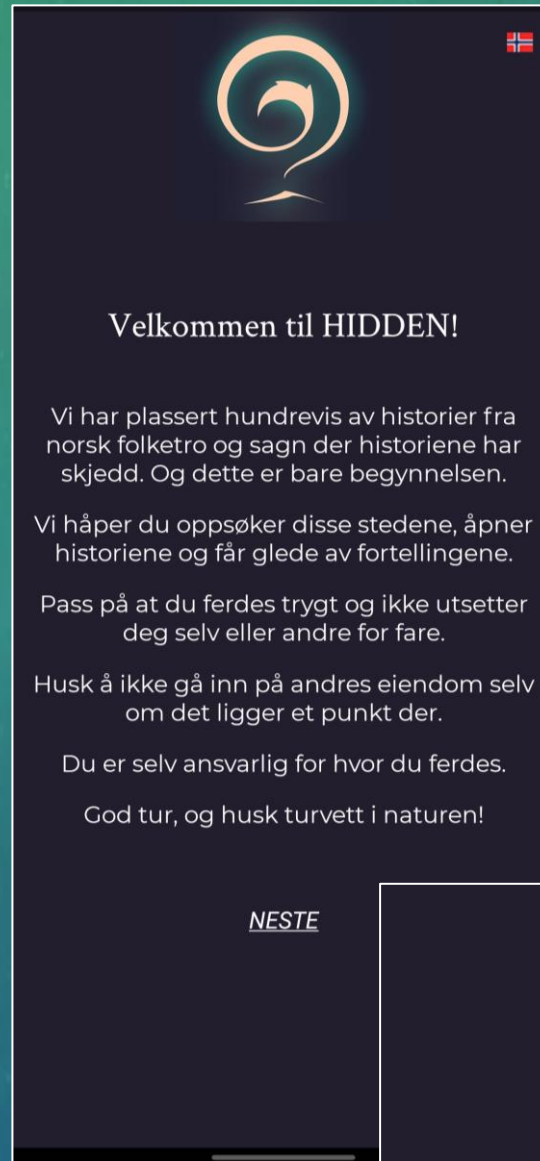 Velkommen til HIDDEN!
Vi har plassert hundrevis av historier fra
norsk folketro og sagn der historiene har
skjedd. Og dette er bare begynnelsen.
Vi håper du oppsøker disse stedene, åpner
historiene og får glede av fortellingene.
Pass på at du ferdes trygt og ikke utsetter
deg selv eller andre for fare.
Husk å ikke gå inn på andres eiendom selv
om det ligger et punkt der.
Du er selv ansvarlig for hvor du ferdes.
God tur, og husk turvett i naturen!
NESTE